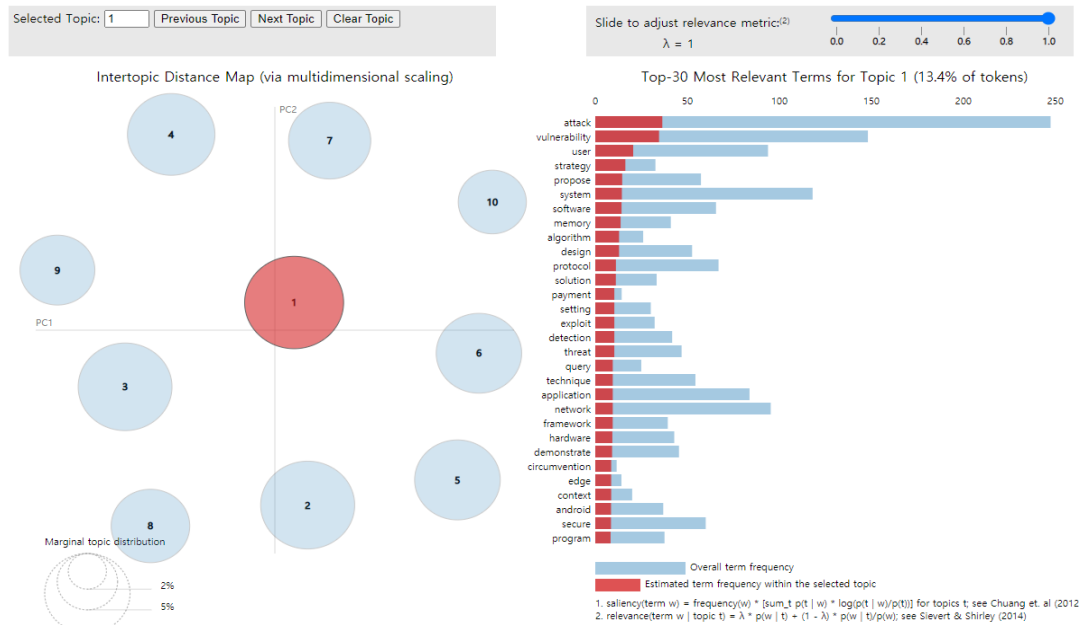 Selected Topic: 1 Previous Topic Next Topic Clear Topic
Slide to adjust relevance metric:(2)
λ = 1
0.0 0.2 0.4 0.6 0.8 1.0
Intertopic Distance Map (via multidimensional scaling)
PC2
PC1
4
7
10
9
1
6
3
5
2
8
Marginal topic distribution
2%
5%
Top-30 Most Relevant Terms for Topic 1 (13.4% of tokens)
0 50 100 150 200 250
attack
vulnerability
user
strategy
propose
system
software
memory
algorithm
design
protocol
solution
payment
setting
exploit
detection
threat
query
technique
application
network
framework
hardware
demonstrate
circumvention
edge
context
android
secure
program
Overall term frequency
Estimated term frequency within the selected topic
1. saliency(term w) = frequency(w) * [sum_t p(t | w) * log(p(t | w)/p(t))] for topics t; see Chuang et. al (2012
2. relevance(term w | topic t) = λ * p(w | t) + (1 - λ) * p(w | t)/p(w); see Sievert & Shirley (2014)